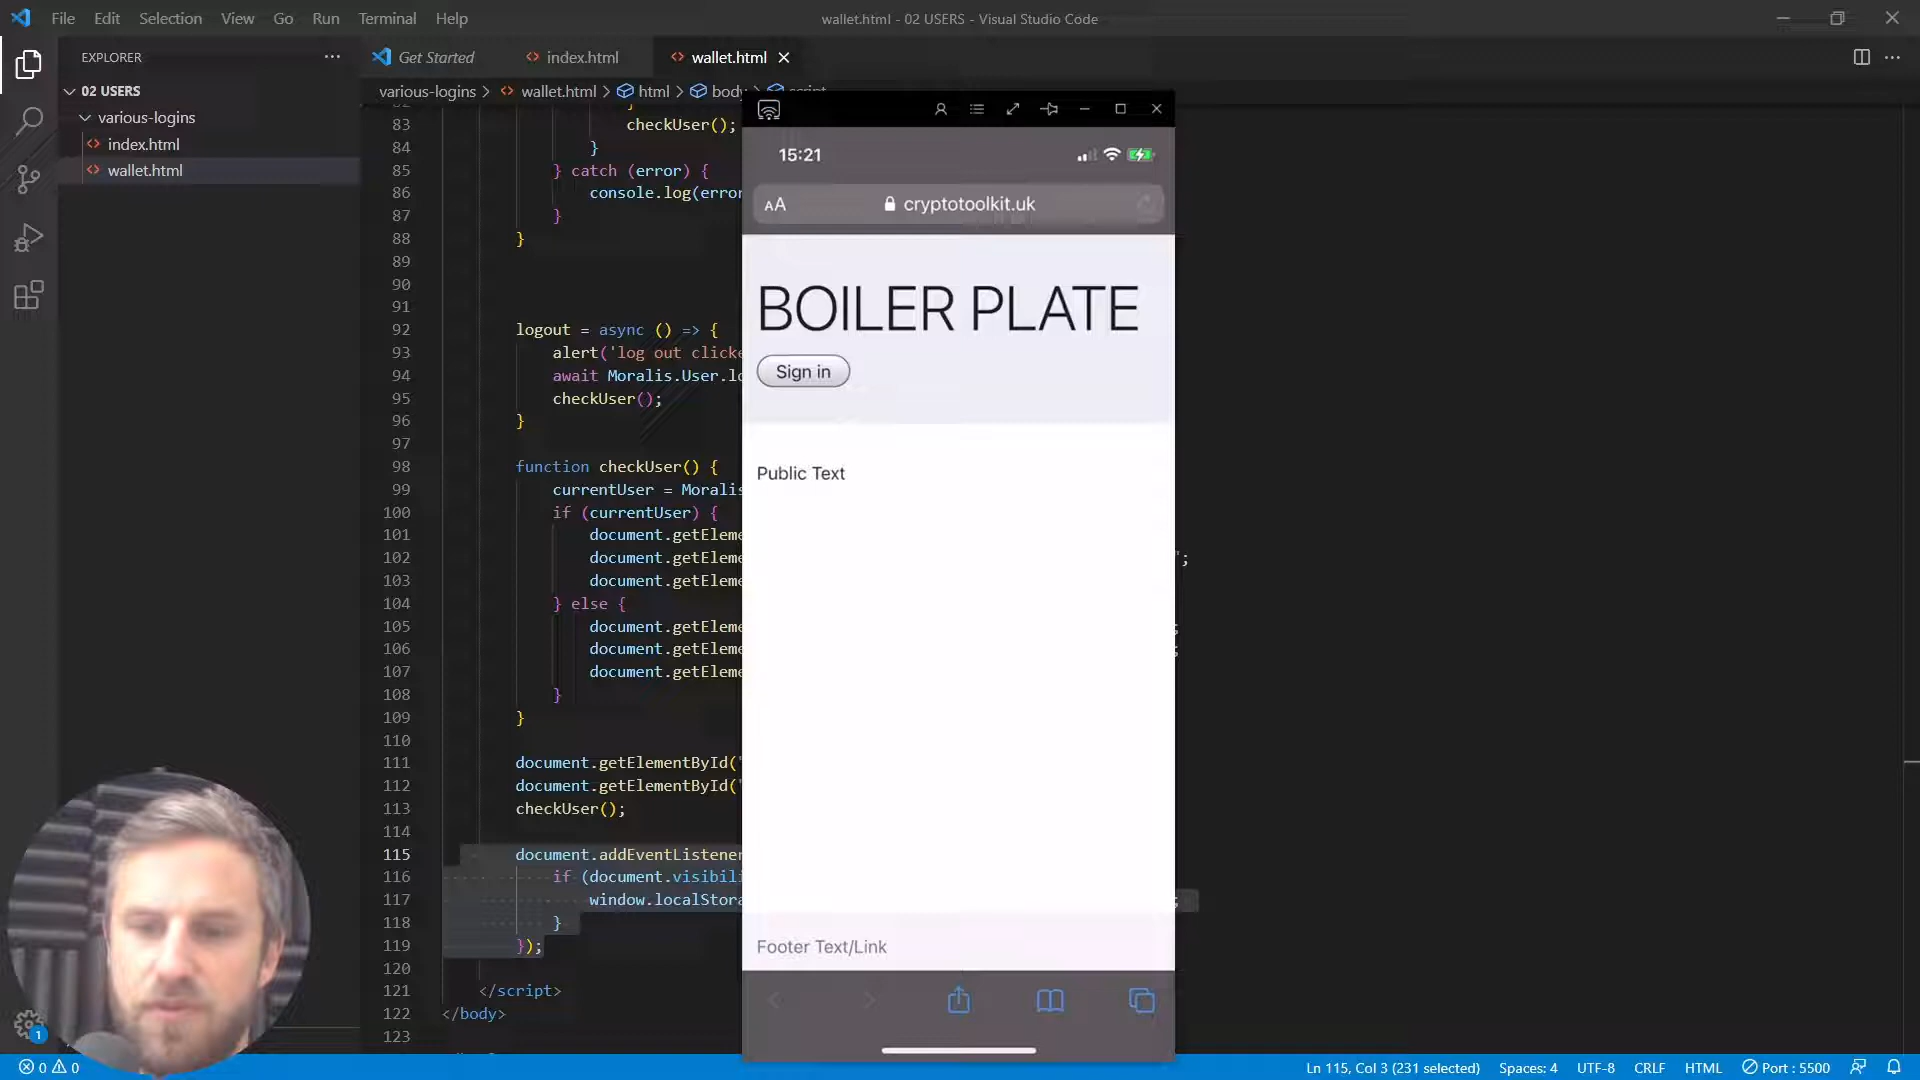 File Edit Selection View Go Run Terminal Help
wallet.html - 02 USERS - Visual Studio Code
EXPLORER
Get Started
index.html
wallet.html
02 USERS
various-logins
index.html
wallet.html
various-logins > wallet.html > html > body > script
83 checkUser();
84 }
85 } catch (error) {
86 console.log(error
87 }
88 }
89
90
91
92 logout = async () => {
93 alert('log out clicke
94 await Moralis.User.lo
95 checkUser();
96 }
97
98 function checkUser() {
99 currentUser = Moralis
100 if (currentUser) {
101 document.getEleme
102 document.getEleme ";
103 document.getEleme
104 } else {
105 document.getEleme ;
106 document.getEleme ;
107 document.getEleme
108 }
109 }
110
111 document.getElementById("
112 document.getElementById("
113 checkUser();
114
115 document.addEventListener
116 if (document.visibili
117 window.localStora ;
118 }
119 });
120
121 </script>
122 </body>
123
15:21
AA cryptotoolkit.uk
BOILER PLATE
Sign in
Public Text
Footer Text/Link
1
0 0
Ln 115, Col 3 (231 selected) Spaces: 4 UTF-8 CRLF HTML Port : 5500